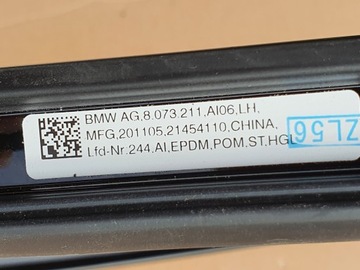 BMW AG,8.073.211,AI06,LH,
MFG,201105,21454110,CHINA,
Lfd-Nr:244,AI,EPDM,POM,ST,HGL
ZL56